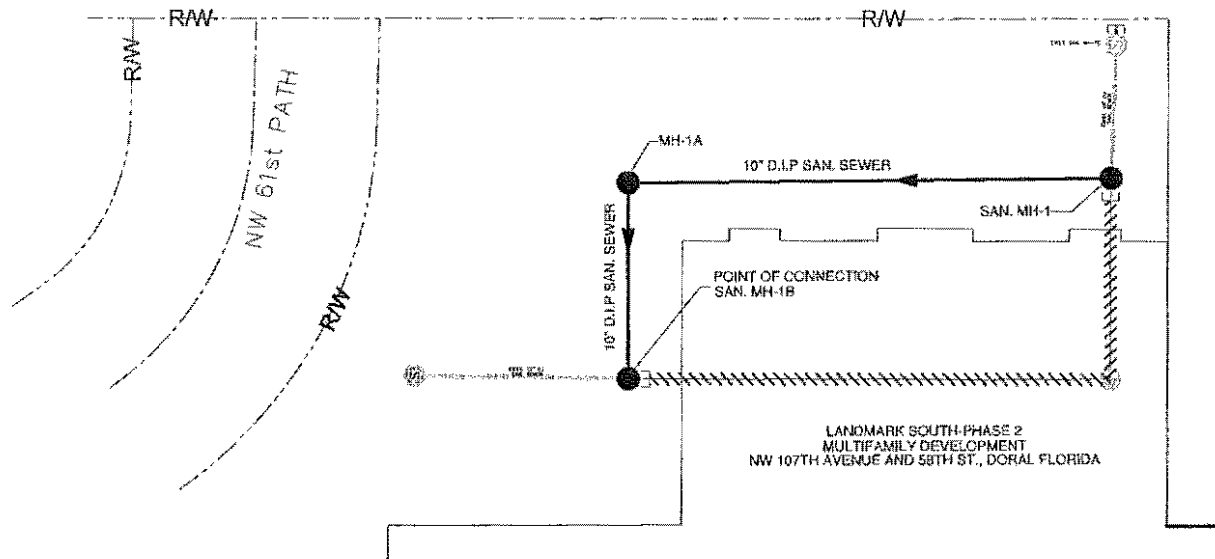 R/W
R/W
R/W
NW 61st PATH
MH-1A
10" D.I.P SAN. SEWER
SAN. MH-1
10" D.I.P SAN. SEWER
POINT OF CONNECTION
SAN. MH-1B
R/W
LANDMARK SOUTH-PHASE 2
MULTIFAMILY DEVELOPMENT
NW 107TH AVENUE AND 58TH ST., DORAL FLORIDA